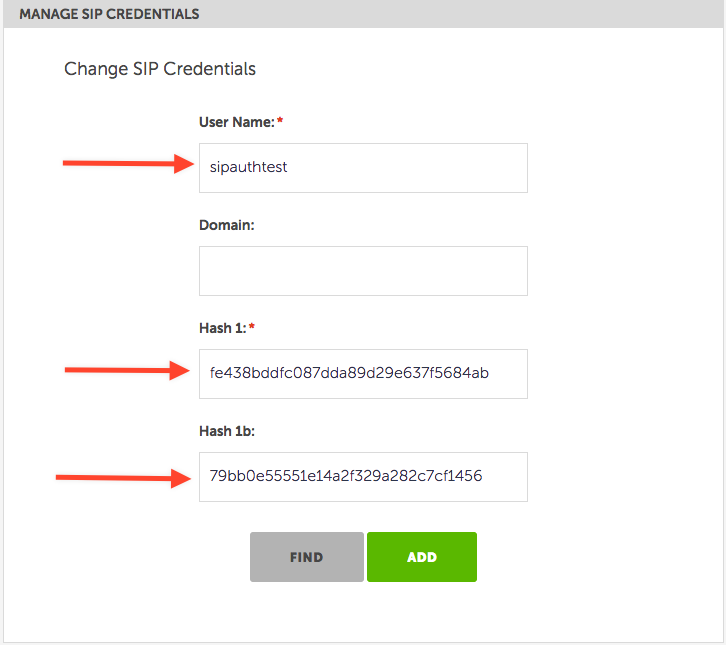 MANAGE SIP CREDENTIALS
Change SIP Credentials
User Name:*
sipauthtest
Domain:
Hash 1:*
fe438bddfc087dda89d29e637f5684ab
Hash 1b:
79bb0e55551e14a2f329a282c7cf1456
FIND ADD